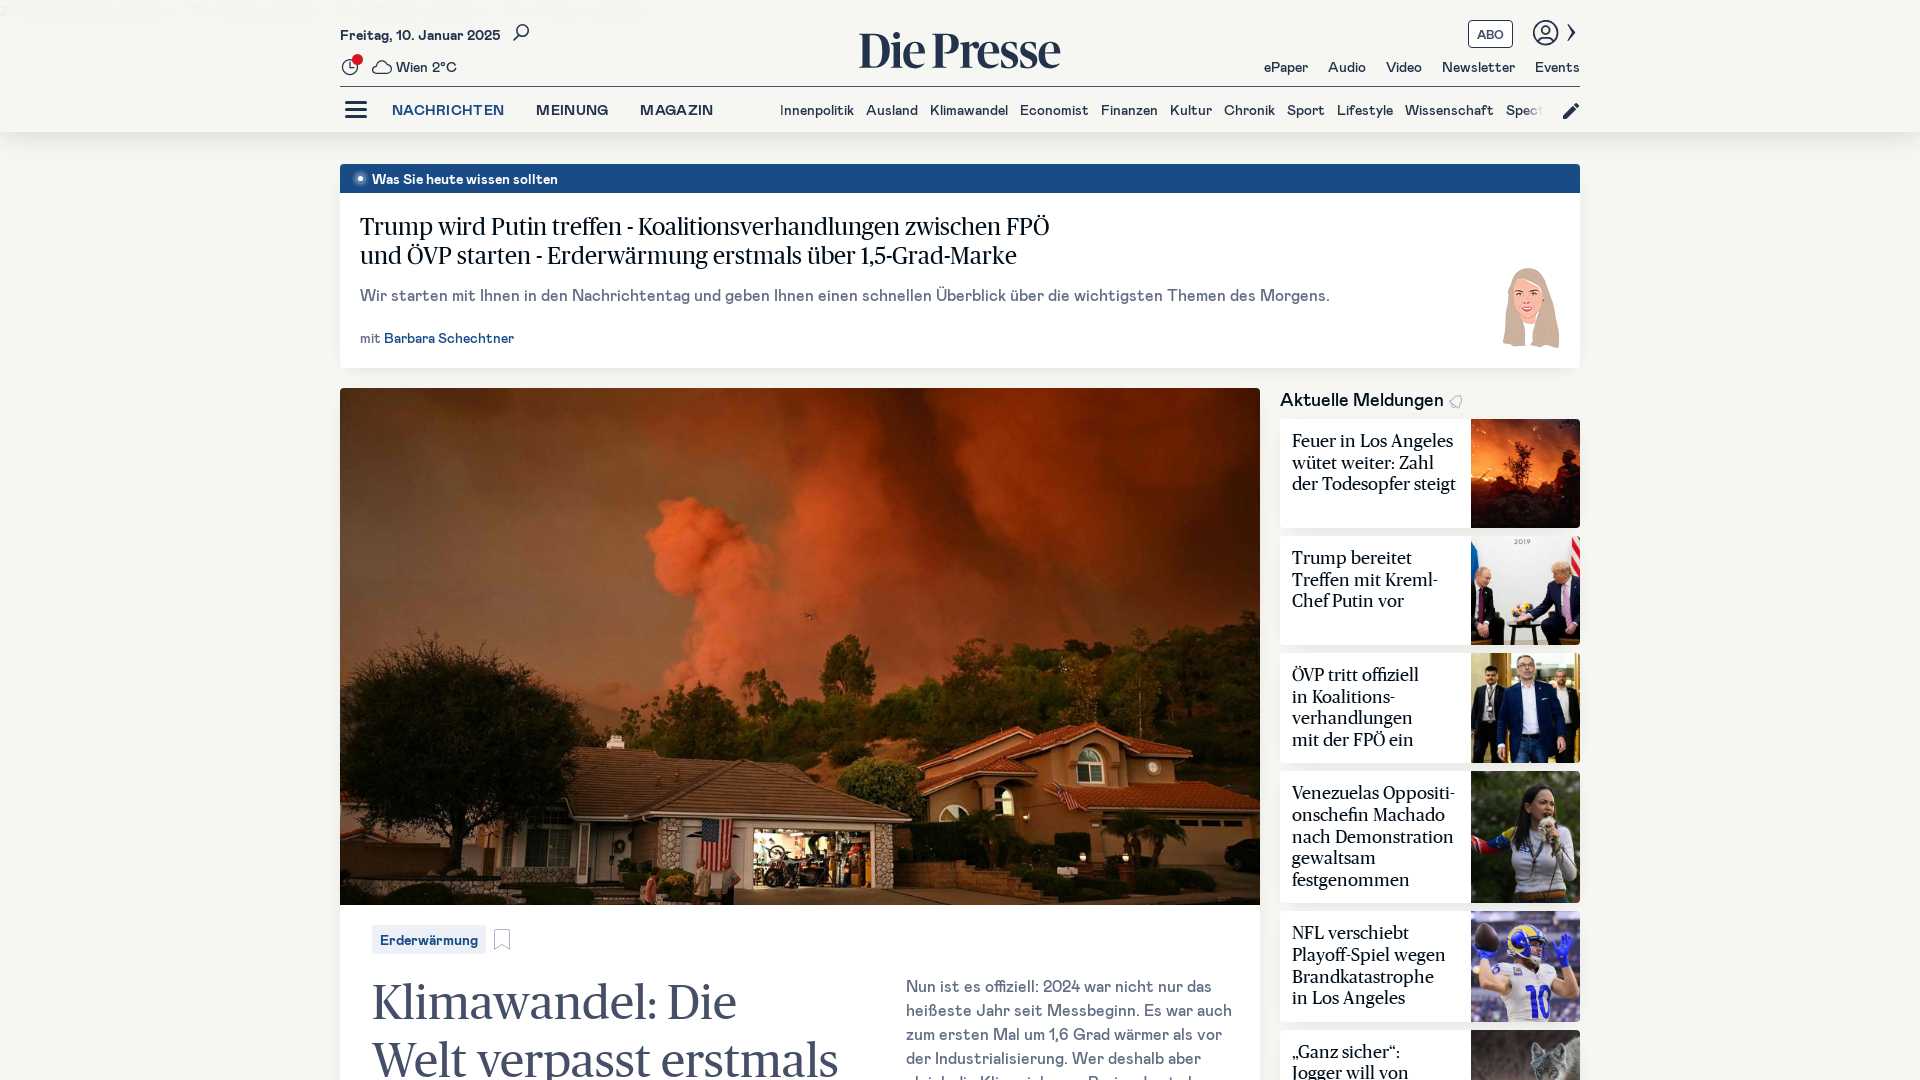 Freitag, 10. Januar 2025
Wien 2°C
Die Presse
ABO
ePaper Audio Video Newsletter Events
NACHRICHTEN MEINUNG MAGAZIN
Innenpolitik Ausland Klimawandel Economist Finanzen Kultur Chronik Sport Lifestyle Wissenschaft Spect
Was Sie heute wissen sollten
Trump wird Putin treffen - Koalitionsverhandlungen zwischen FPÖ
und ÖVP starten - Erderwärmung erstmals über 1,5-Grad-Marke
Wir starten mit Ihnen in den Nachrichtentag und geben Ihnen einen schnellen Überblick über die wichtigsten Themen des Morgens.
mit Barbara Schechtner
Erderwärmung
Klimawandel: Die
Welt verpasst erstmals
Nun ist es offiziell: 2024 war nicht nur das
heißeste Jahr seit Messbeginn. Es war auch
zum ersten Mal um 1,6 Grad wärmer als vor
der Industrialisierung. Wer deshalb aber
Aktuelle Meldungen
Feuer in Los Angeles
wütet weiter: Zahl
der Todesopfer steigt
Trump bereitet
Treffen mit Kreml-
Chef Putin vor
2019
ÖVP tritt offiziell
in Koalitions-
verhandlungen
mit der FPÖ ein
Venezuelas Oppositi-
onschefin Machado
nach Demonstration
gewaltsam
festgenommen
NFL verschiebt
Playoff-Spiel wegen
Brandkatastrophe
in Los Angeles
10
„Ganz sicher“:
Jogger will von